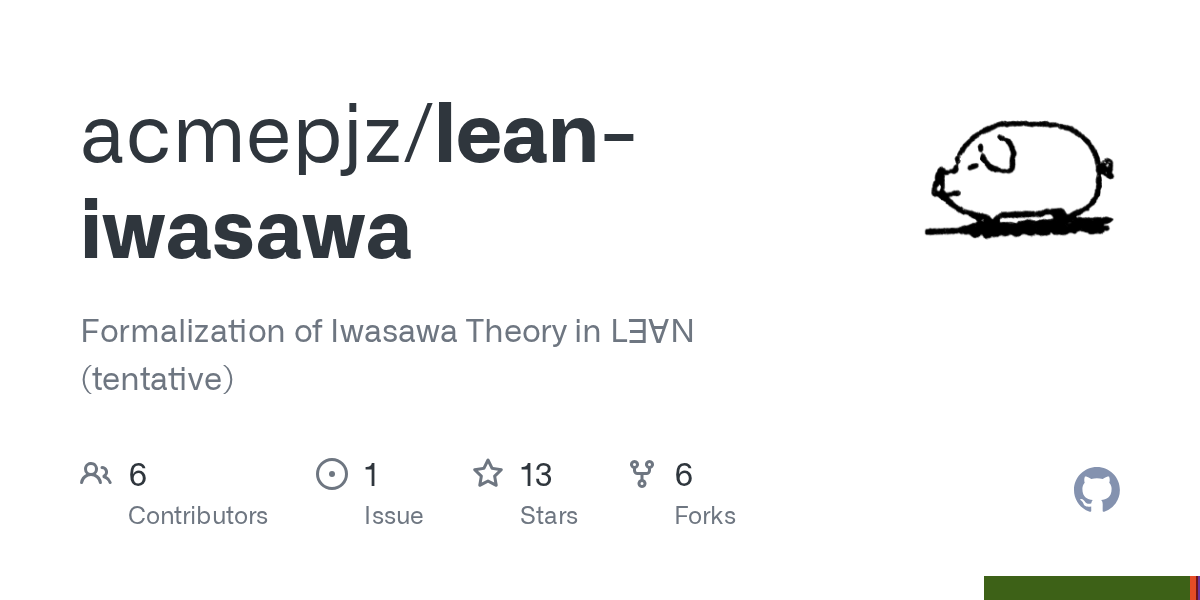 acmepjz/lean-
iwasawa
Formalization of Iwasawa Theory in L∃∀N
(tentative)
6 1 13 6
Contributors Issue Stars Forks